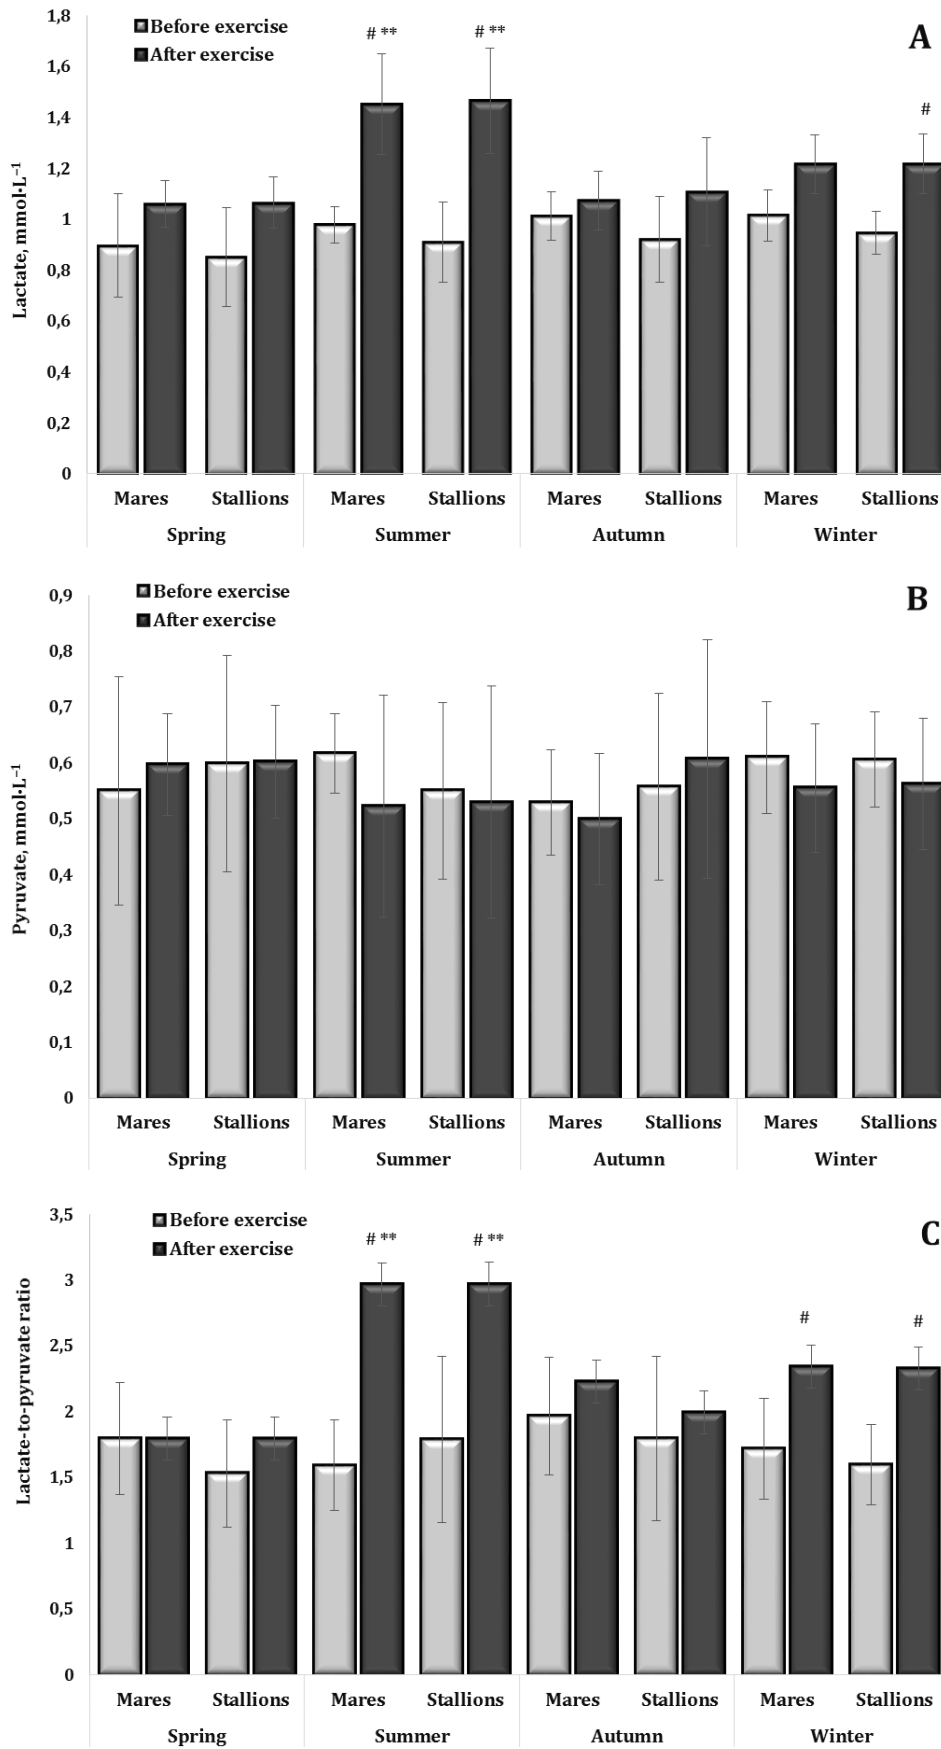 1,8
Before exercise
After exercise
A
# **
# **
#
1,6
1,4
1,2
1
0,8
0,6
0,4
0,2
0
Lactate, mmol•L⁻¹
Mares Stallions Mares Stallions Mares Stallions Mares Stallions
Spring Summer Autumn Winter
0,9
Before exercise
After exercise
B
0,8
0,7
0,6
0,5
0,4
0,3
0,2
0,1
0
Pyruvate, mmol•L⁻¹
Mares Stallions Mares Stallions Mares Stallions Mares Stallions
Spring Summer Autumn Winter
3,5
Before exercise
After exercise
C
# **
# **
#
#
3
2,5
2
1,5
1
0,5
0
Lactate-to-pyruvate ratio
Mares Stallions Mares Stallions Mares Stallions Mares Stallions
Spring Summer Autumn Winter